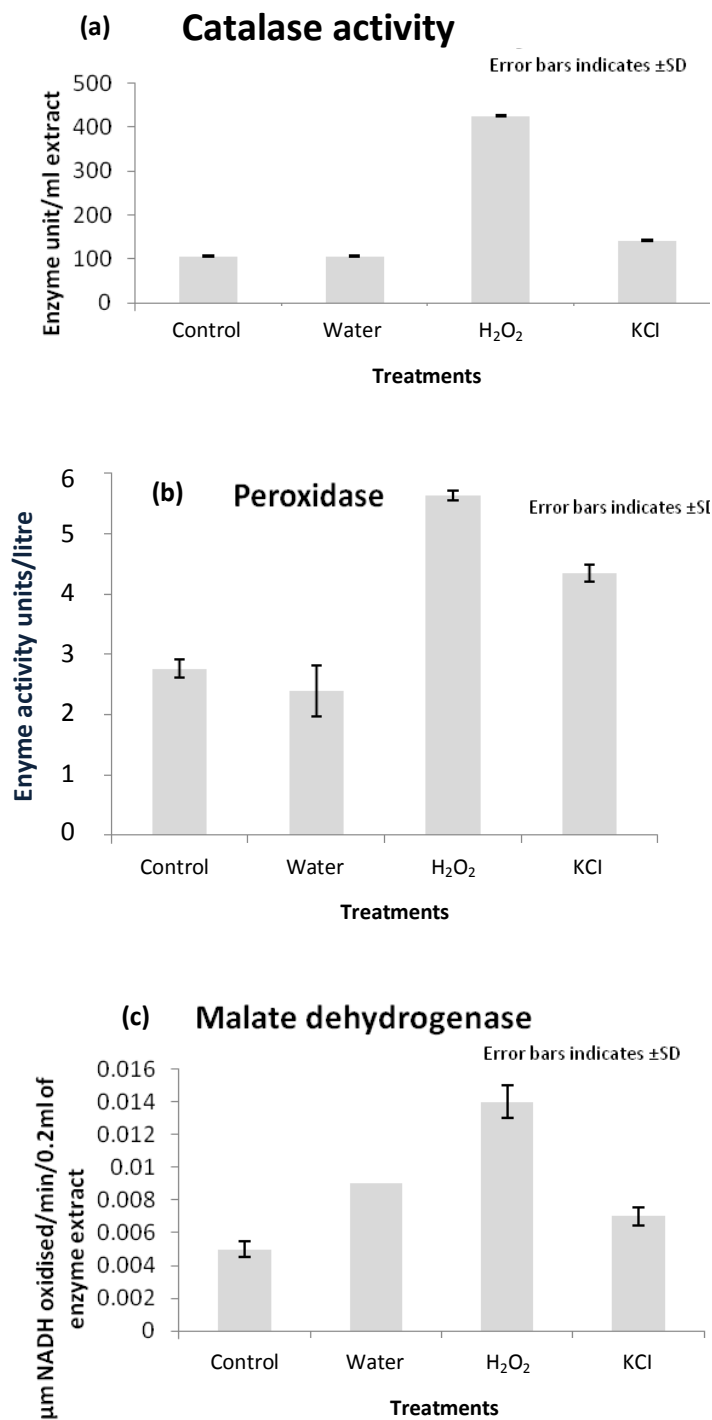 (a) Catalase activity
Error bars indicates ±SD
Enzyme unit/ml extract
500
400
300
200
100
0
Control Water H₂O₂ KCl
Treatments
(b) Peroxidase
Error bars indicates ±SD
Enyme activity units/litre
6
5
4
3
2
1
0
Control Water H₂O₂ KCl
Treatments
(c) Malate dehydrogenase
Error bars indicates ±SD
µm NADH oxidised/min/0.2ml of
enzyme extract
0.016
0.014
0.012
0.01
0.008
0.006
0.004
0.002
0
Control Water H₂O₂ KCl
Treatments